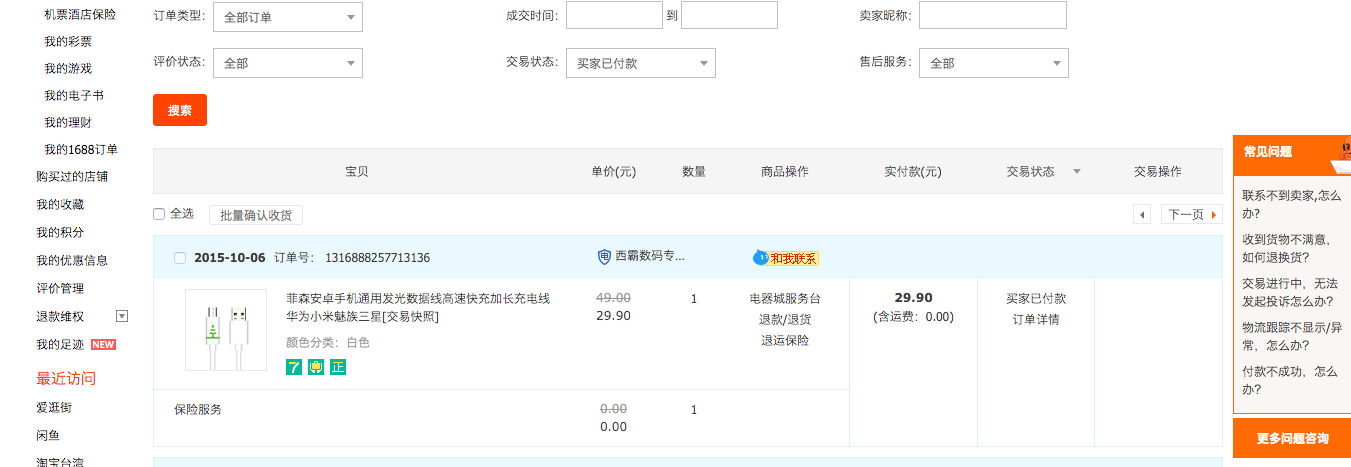 机票酒店保险
我的彩票
我的游戏
我的电子书
我的理财
我的1688订单
购买过的店铺
我的收藏
我的积分
我的优惠信息
评价管理
退款维权
我的足迹 NEW
最近访问
爱逛街
闲鱼
淘宝台湾
订单类型： 全部订单 成交时间： 到 卖家昵称：
评价状态： 全部 交易状态： 买家已付款 售后服务： 全部
搜索
宝贝 单价(元) 数量 商品操作 实付款(元) 交易状态 交易操作
全选 批量确认收货 下一页
2015-10-06 订单号： 1316888257713136 西霸数码专... 和我联系
菲森安卓手机通用发光数据线高速快充加长充电线
华为小米魅族三星[交易快照]
颜色分类：白色
7 正
49.00
29.90
1
电器城服务台
退款/退货
退运保险
29.90
(含运费：0.00)
买家已付款
订单详情
保险服务 0.00 1
0.00
常见问题
联系不到卖家,怎么
办?
收到货物不满意，
如何退换货?
交易进行中，无法
发起投诉怎么办?
物流跟踪不显示/异
常，怎么办?
付款不成功，怎么
办?
更多问题咨询